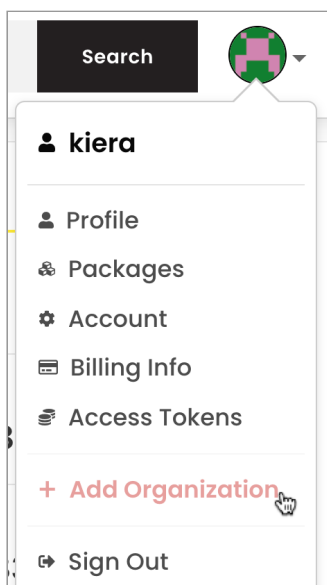 Search
kiera
Profile
Packages
Account
Billing Info
Access Tokens
+ Add Organization
Sign Out